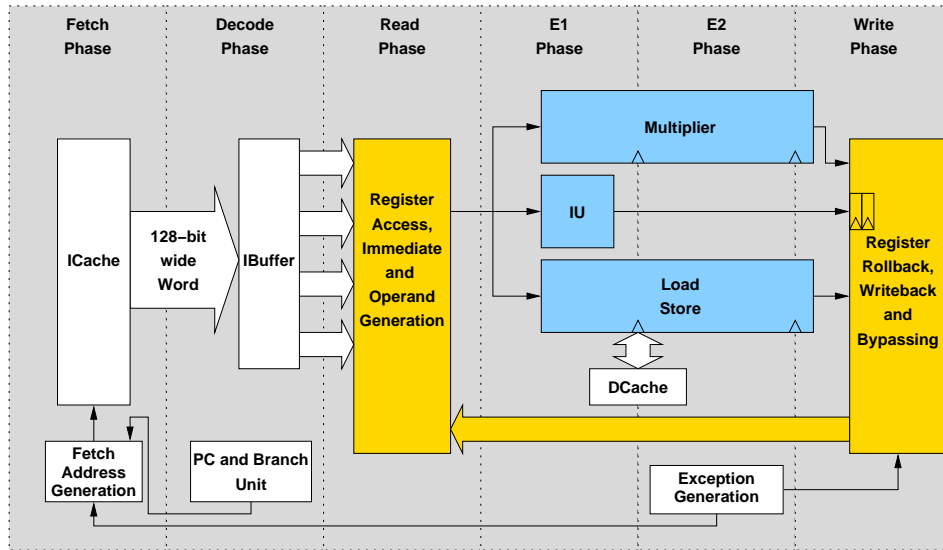 Fetch
Phase
Decode
Phase
Read
Phase
E1
Phase
E2
Phase
Write
Phase
ICache
128–bit
wide
Word
IBuffer
Register
Access,
Immediate
and
Operand
Generation
Multiplier
IU
Load
Store
DCache
Register
Rollback,
Writeback
and
Bypassing
Fetch
Address
Generation
PC and Branch
Unit
Exception
Generation